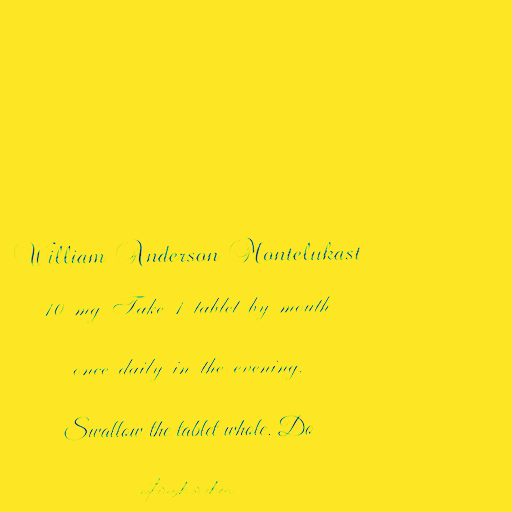 William Anderson Montelukast
10 mg Take 1 tablet by mouth
once daily in the evening.
Swallow the tablet whole. Do